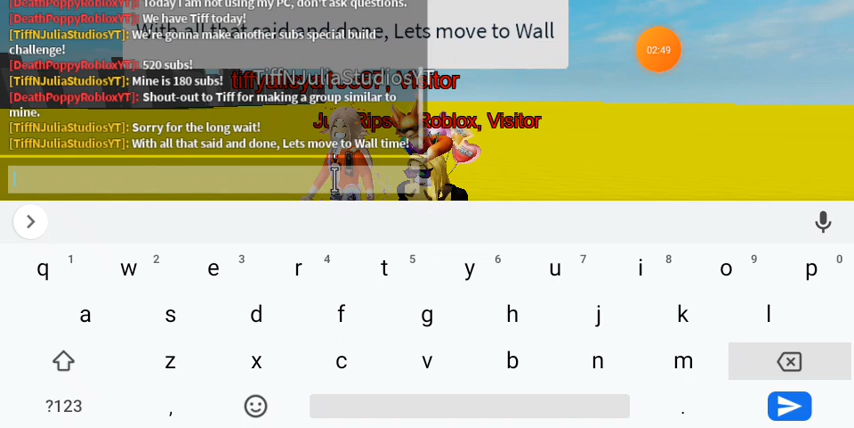 [DeathPoppyRobloxYT]: Today I am not using my PC, don't ask questions.
[DeathPoppyRobloxYT]: We have Tiff today!
[TiffNJuliaStudiosYT]: We're gonna make another subs special build
challenge!
[DeathPoppyRobloxYT]: 520 subs!
[TiffNJuliaStudiosYT]: Mine is 180 subs!
[DeathPoppyRobloxYT]: Shout-out to Tiff for making a group similar to
mine.
[TiffNJuliaStudiosYT]: Sorry for the long wait!
[TiffNJuliaStudiosYT]: With all that said and done, Lets move to Wall time!
With all that said and done, Lets move to Wall
02:49
TiffNJuliaStudiosYT
Visitor
Roblox, Visitor
q 1 w 2 e 3 r 4 t 5 y 6 u 7 i 8 o 9 p 0
a s d f g h j k l
z x c v b n m
?123 , .